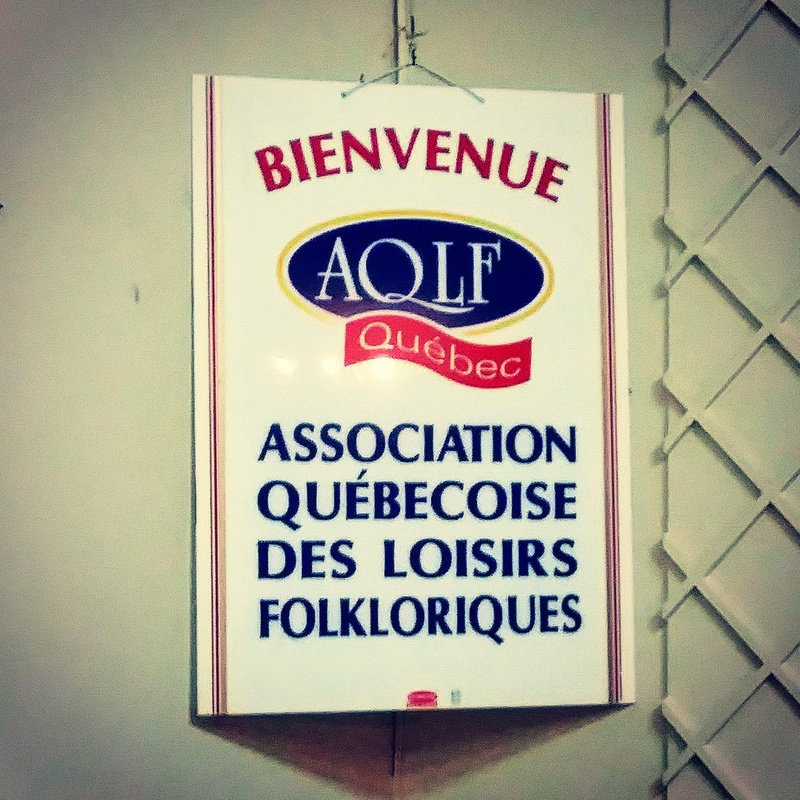 BIENVENUE
AQLF
Québec
ASSOCIATION
QUÉBECOISE
DES LOISIRS
FOLKLORIQUES